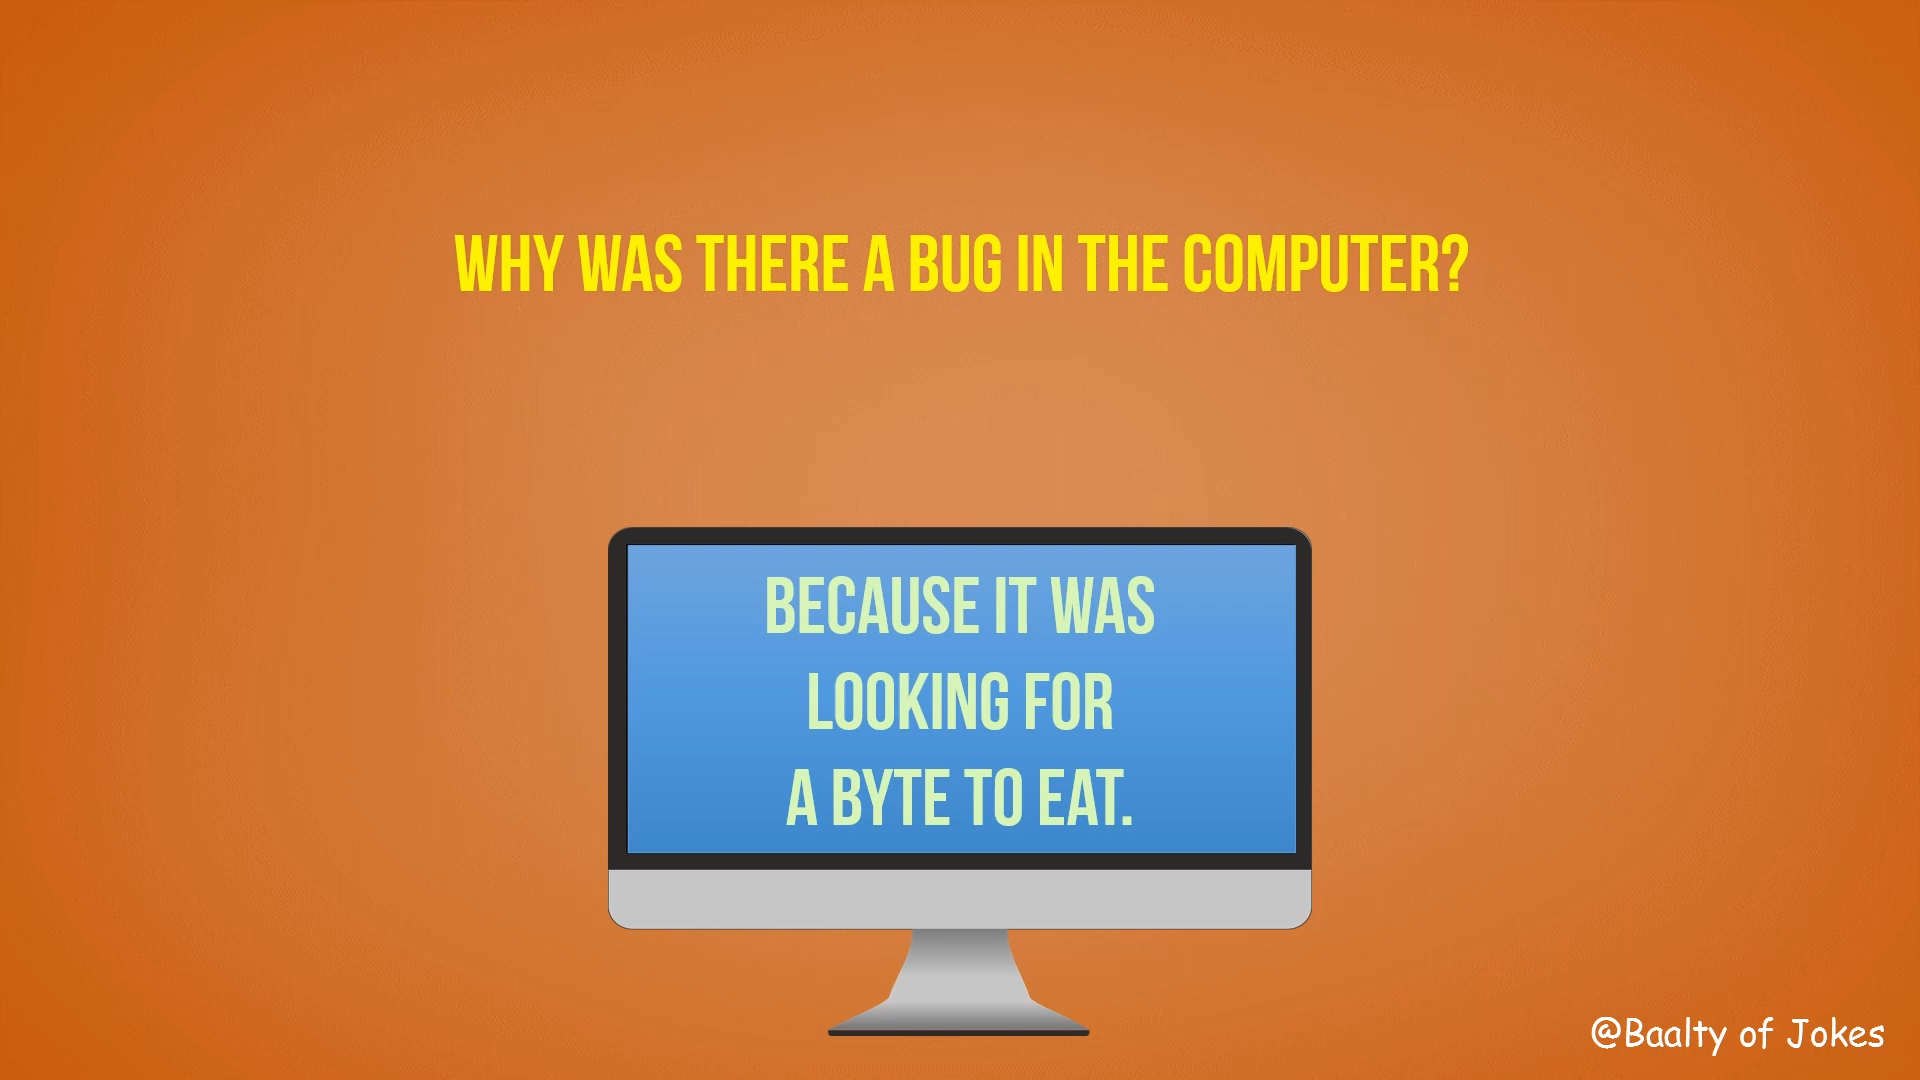 WHY WAS THERE A BUG IN THE COMPUTER?
BECAUSE IT WAS
LOOKING FOR
A BYTE TO EAT.
@Baalty of Jokes